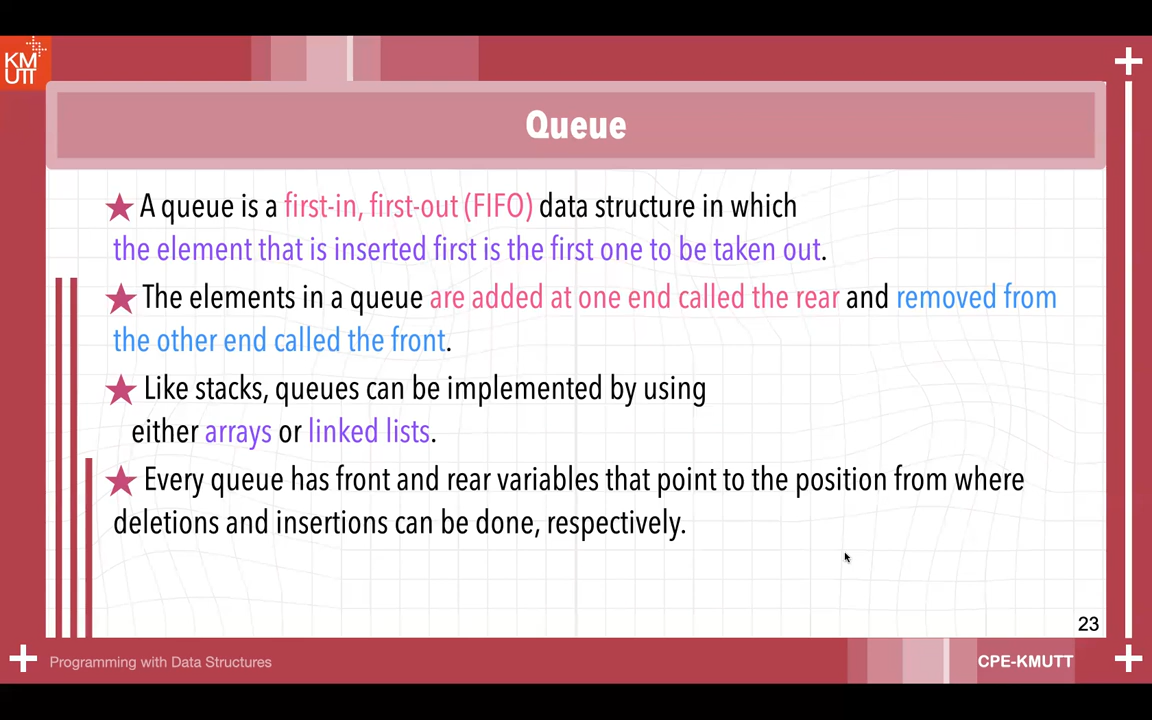 KM
UTT
Queue
★ A queue is a first-in, first-out (FIFO) data structure in which
the element that is inserted first is the first one to be taken out.
★ The elements in a queue are added at one end called the rear and removed from
the other end called the front.
★ Like stacks, queues can be implemented by using
either arrays or linked lists.
★ Every queue has front and rear variables that point to the position from where
deletions and insertions can be done, respectively.
23
Programming with Data Structures
CPE-KMUTT